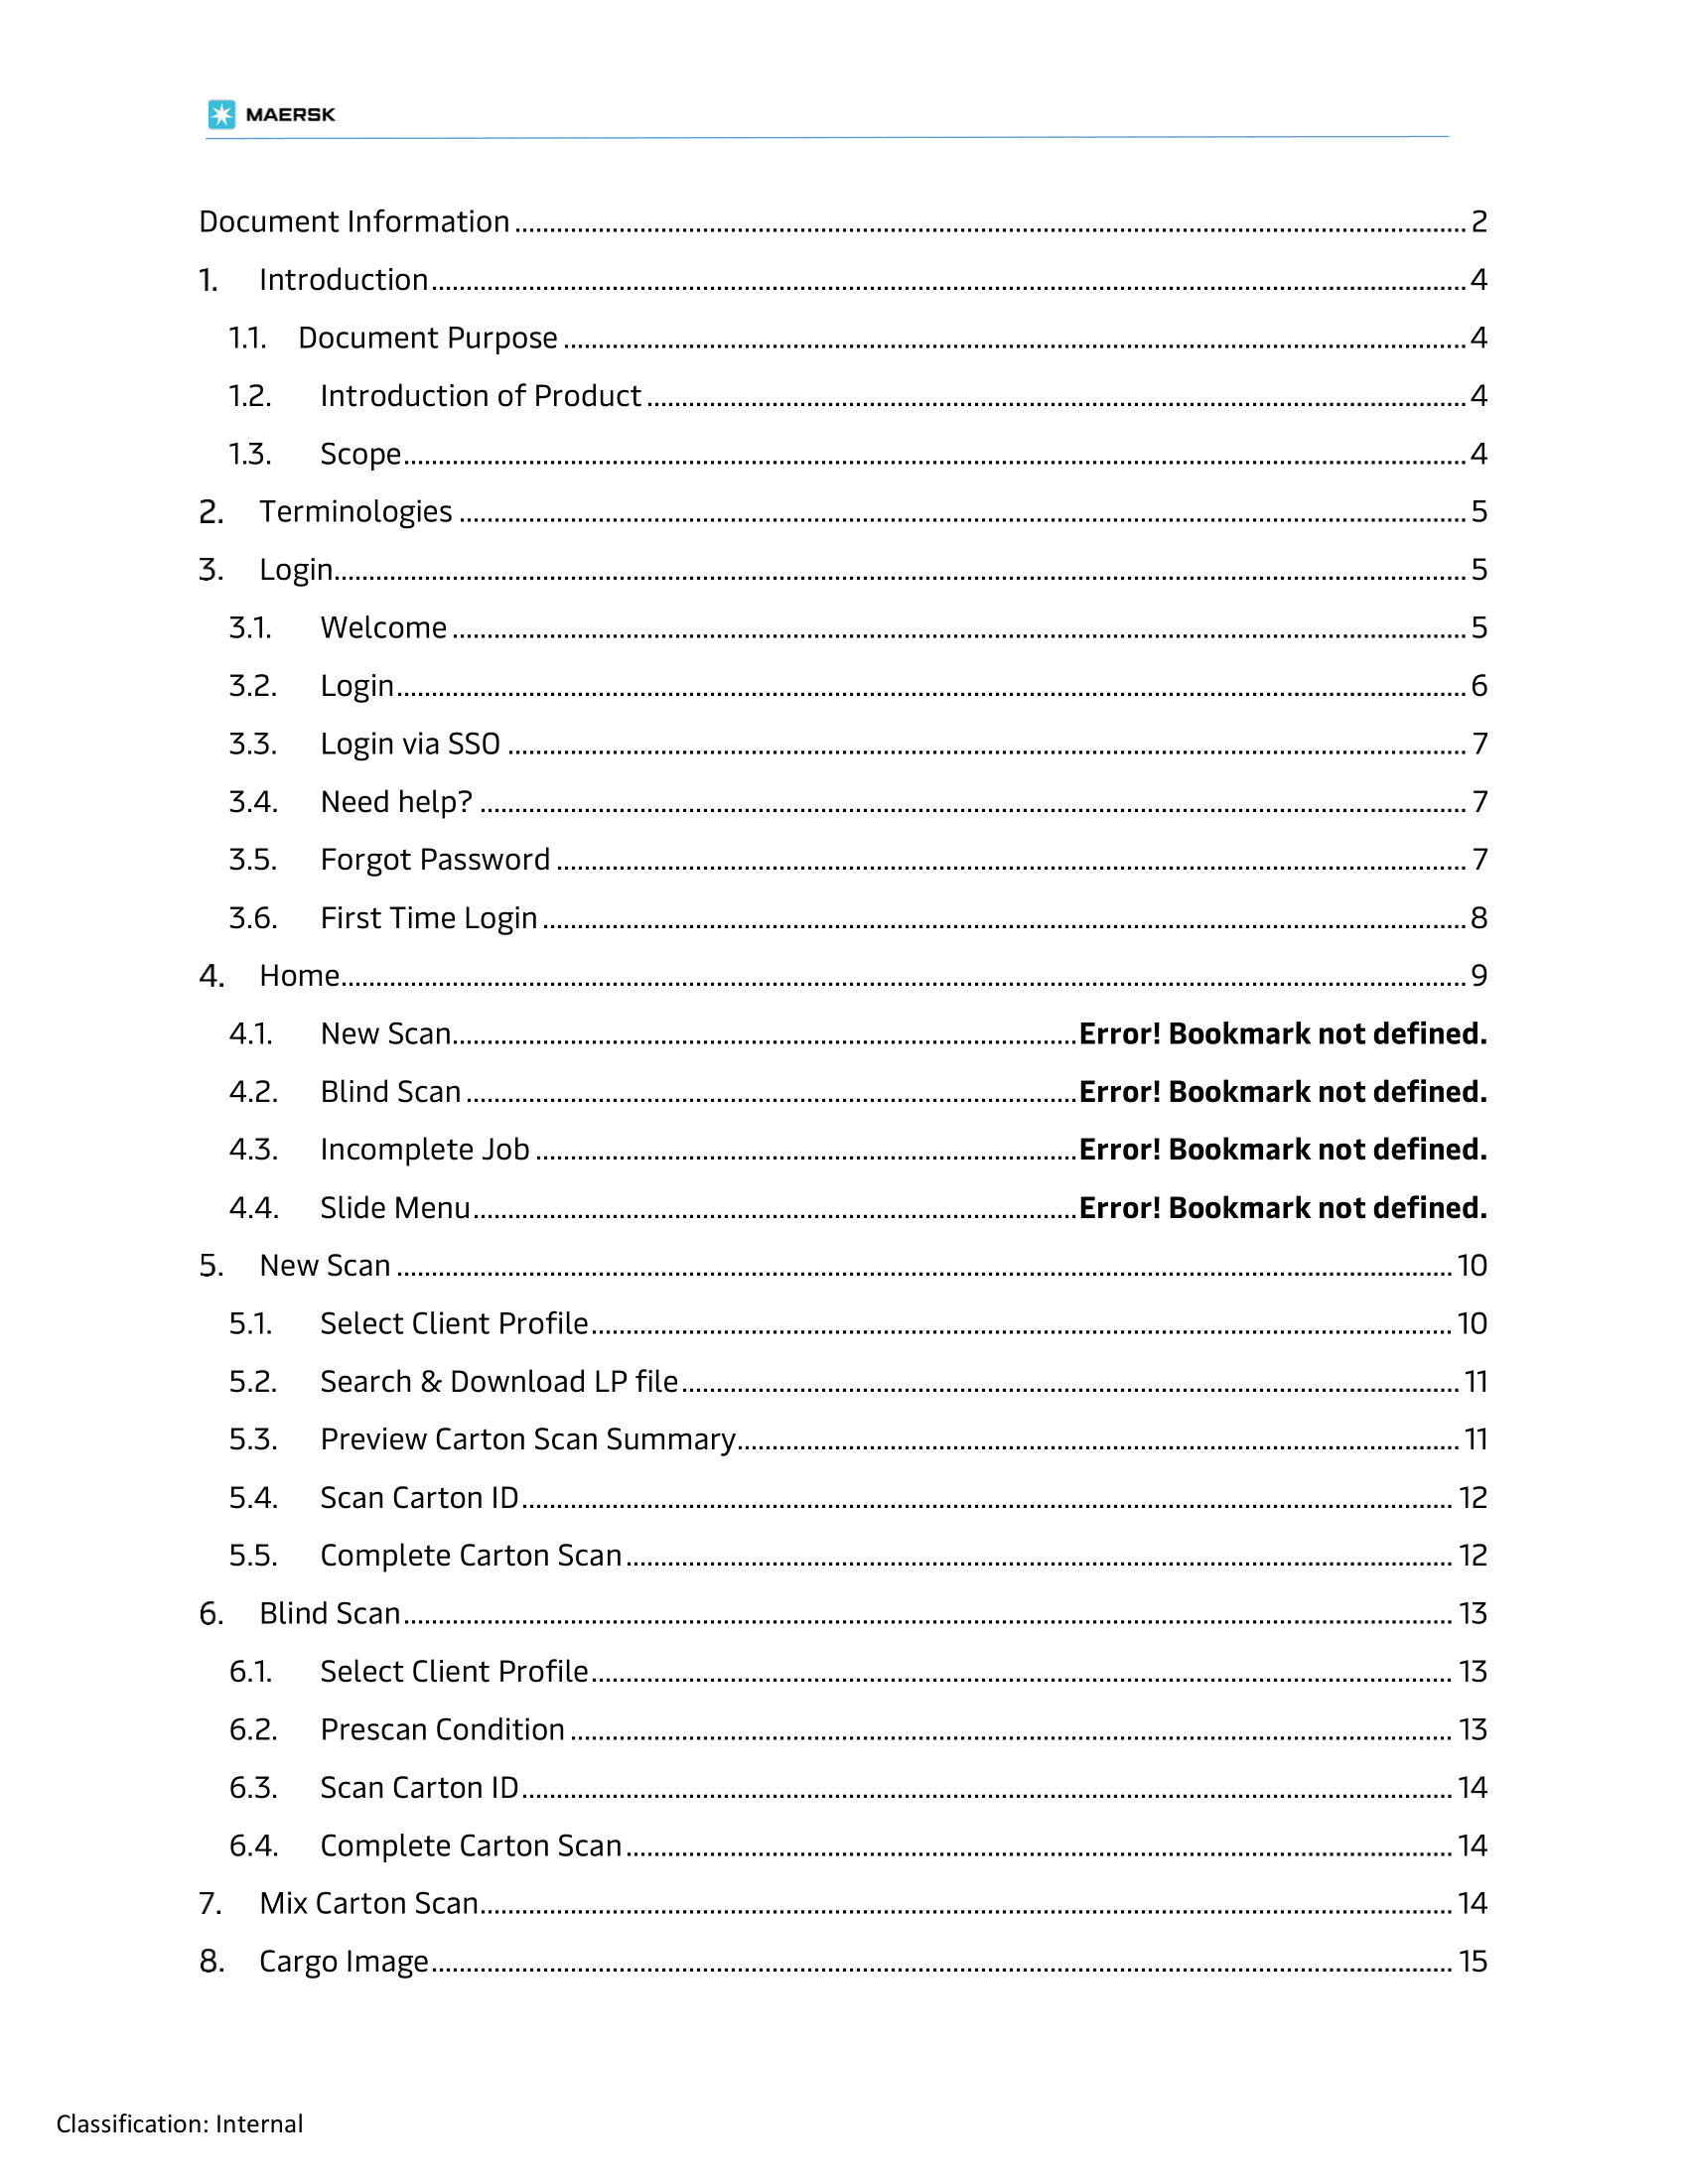 MAERSK
Document Information 2
1. Introduction 4
1.1. Document Purpose 4
1.2. Introduction of Product 4
1.3. Scope 4
2. Terminologies 5
3. Login 5
3.1. Welcome 5
3.2. Login 6
3.3. Login via SSO 7
3.4. Need help? 7
3.5. Forgot Password 7
3.6. First Time Login 8
4. Home 9
4.1. New Scan Error! Bookmark not defined.
4.2. Blind Scan Error! Bookmark not defined.
4.3. Incomplete Job Error! Bookmark not defined.
4.4. Slide Menu Error! Bookmark not defined.
5. New Scan 10
5.1. Select Client Profile 10
5.2. Search & Download LP file 11
5.3. Preview Carton Scan Summary 11
5.4. Scan Carton ID 12
5.5. Complete Carton Scan 12
6. Blind Scan 13
6.1. Select Client Profile 13
6.2. Prescan Condition 13
6.3. Scan Carton ID 14
6.4. Complete Carton Scan 14
7. Mix Carton Scan 14
8. Cargo Image 15
Classification: Internal